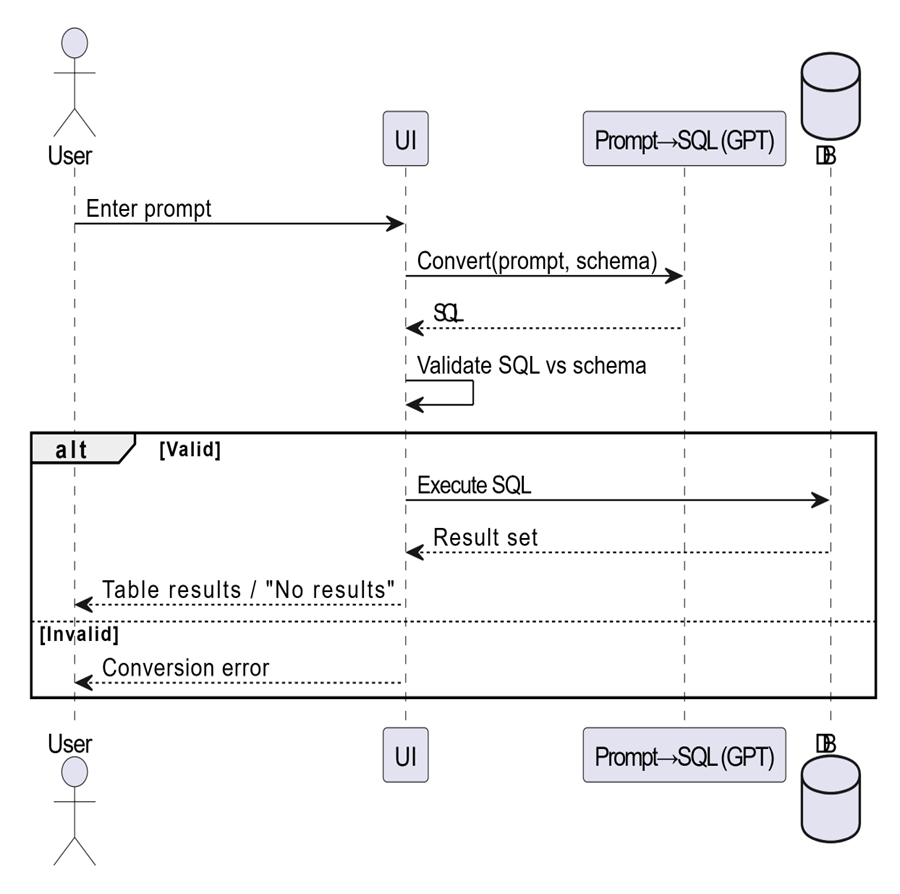 User
UI
Prompt→SQL (GPT)
DB
Enter prompt
Convert(prompt, schema)
SQL
Validate SQL vs schema
alt
[Valid]
Execute SQL
Result set
Table results / "No results"
[Invalid]
Conversion error
User
UI
Prompt→SQL (GPT)
DB